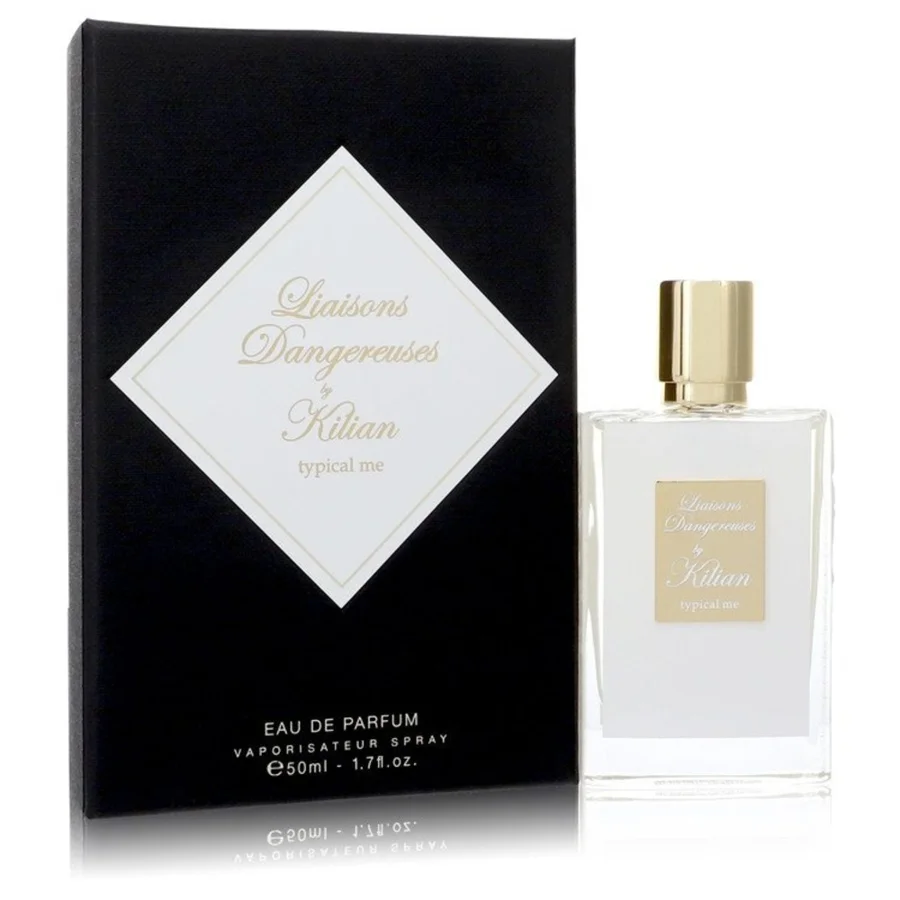 Liaisons
Dangereuses
by
Kilian
typical me
EAU DE PARFUM
VAPORISATEUR SPRAY
℮50ml - 1.7fl.oz.
Liaisons
Dangereuses
by
Kilian
typical me